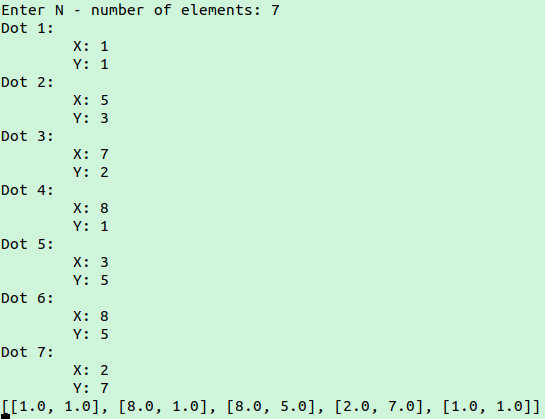 Enter N - number of elements: 7
Dot 1:
X: 1
Y: 1
Dot 2:
X: 5
Y: 3
Dot 3:
X: 7
Y: 2
Dot 4:
X: 8
Y: 1
Dot 5:
X: 3
Y: 5
Dot 6:
X: 8
Y: 5
Dot 7:
X: 2
Y: 7
[[1.0, 1.0], [8.0, 1.0], [8.0, 5.0], [2.0, 7.0], [1.0, 1.0]]